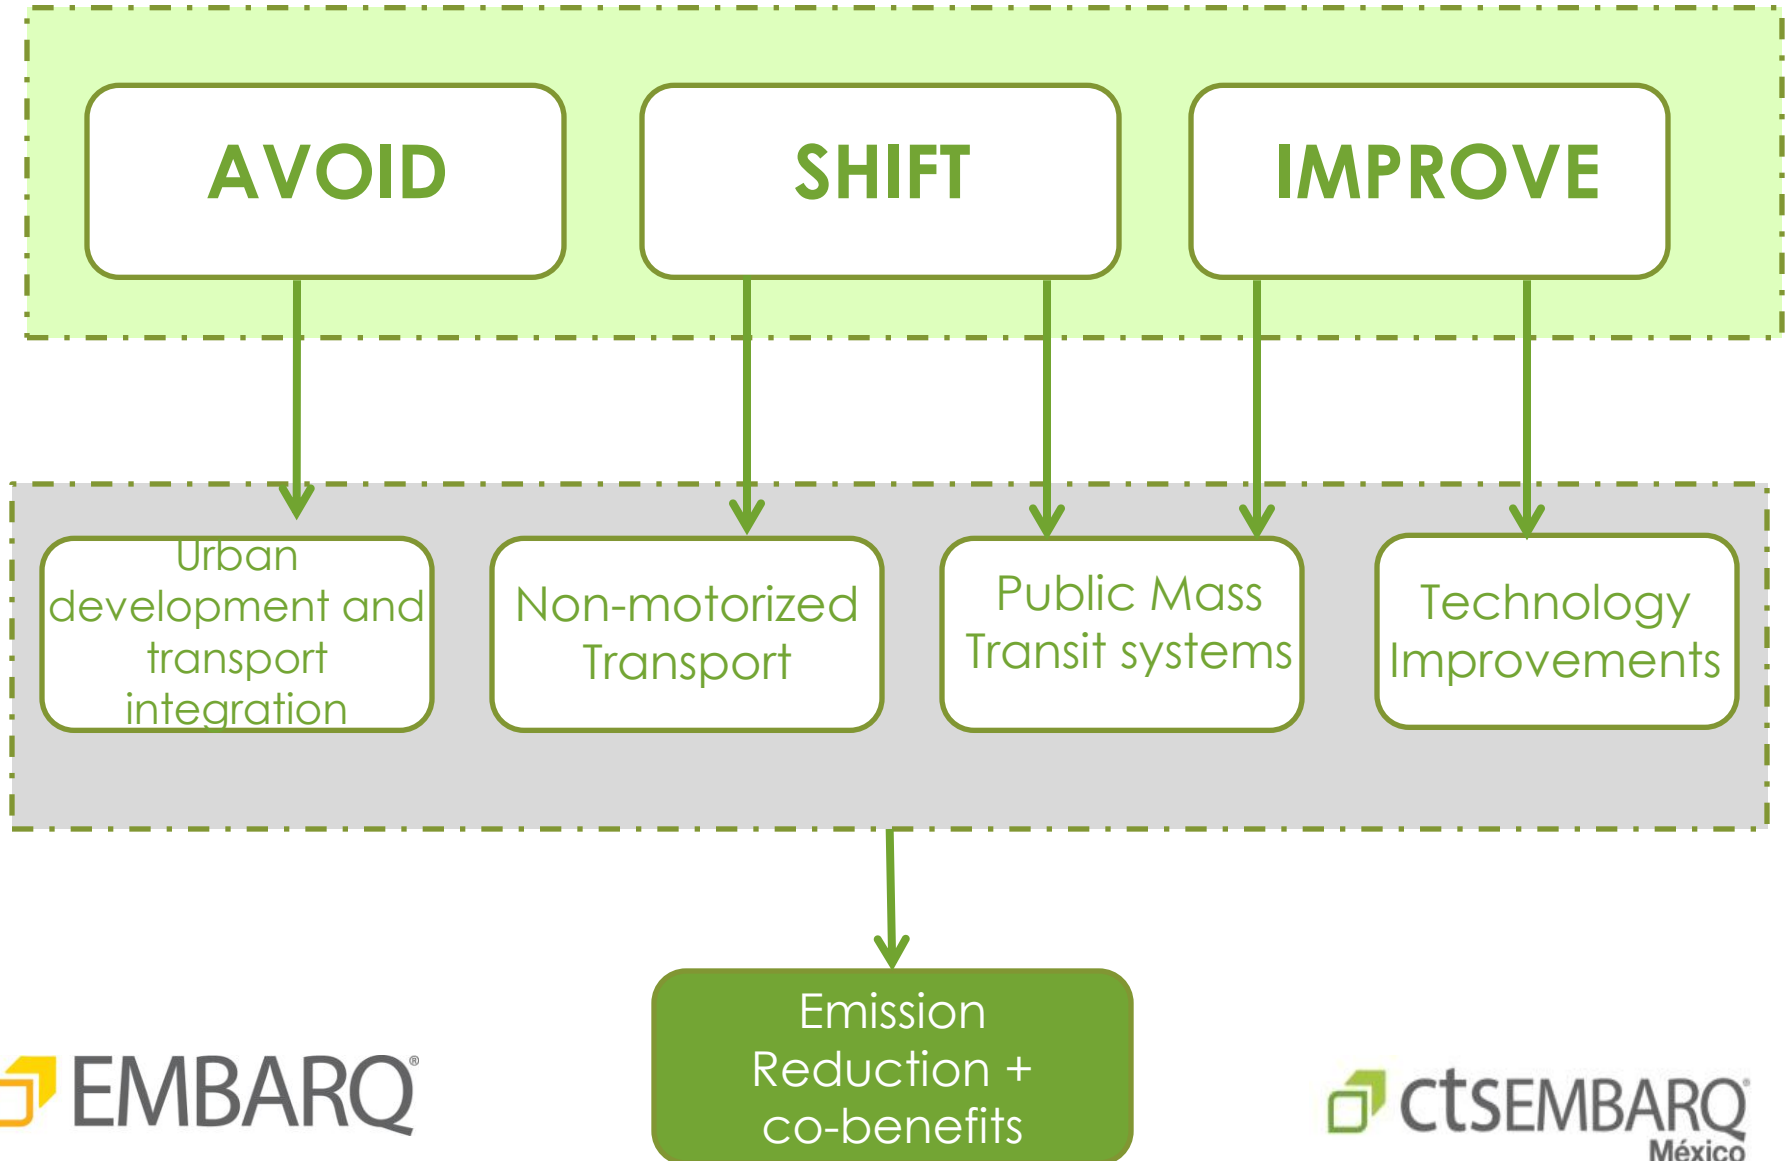 AVOID
SHIFT
IMPROVE
Urban
development and
transport
integration
Non-motorized
Transport
Public Mass
Transit systems
Technology
Improvements
Emission
Reduction +
co-benefits
EMBARQ®
ctsEMBARQ®
México